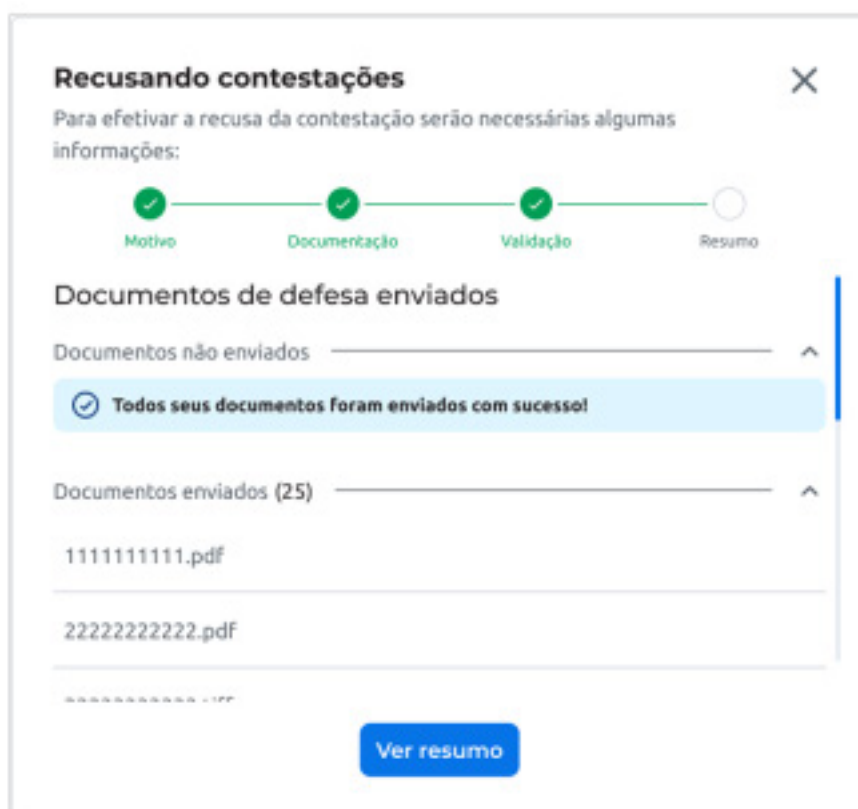 Recusando contestações
Para efetivar a recusa da contestação serão necessárias algumas
informações:
Motivo Documentação Validação Resumo
Documentos de defesa enviados
Documentos não enviados
Todos seus documentos foram enviados com sucesso!
Documentos enviados (25)
1111111111.pdf
22222222222.pdf
Ver resumo